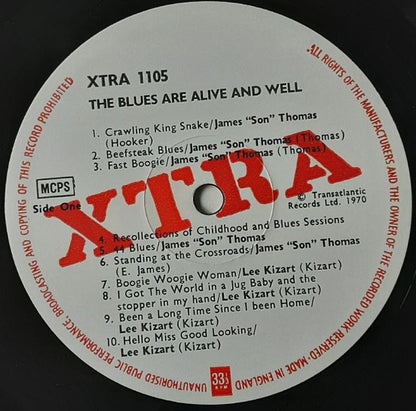 XTRA 1105
THE BLUES ARE ALIVE AND WELL
1. Crawling King Snake/James "Son" Thomas
(Hooker)
2. Beefsteak Blues/James "Son" Thomas (Thomas)
3. Fast Boogie/James "Son" Thomas (Thomas)
XTRA
MCPS
Side One
© Transatlantic
Records Ltd. 1970
4. Recollections of Childhood and Blues Sessions
5. 44 Blues/James "Son" Thomas
6. Standing at the Crossroads/James "Son" Thomas
(E. James)
7. Boogie Woogie Woman/Lee Kizart (Kizart)
8. I Got The World in a Jug Baby and the
stopper in my hand/Lee Kizart (Kizart)
9. Been a Long Time Since I been Home/
Lee Kizart (Kizart)
10. Hello Miss Good Looking/
Lee Kizart (Kizart)
33⅓
RPM
ALL RIGHTS OF THE MANUFACTURERS AND THE OWNER OF THE RECORDED WORK RESERVED-MADE IN ENGLAND
UNAUTHORISED PUBLIC PERFORMANCE, BROADCASTING AND COPYING OF THIS RECORD PROHIBITED